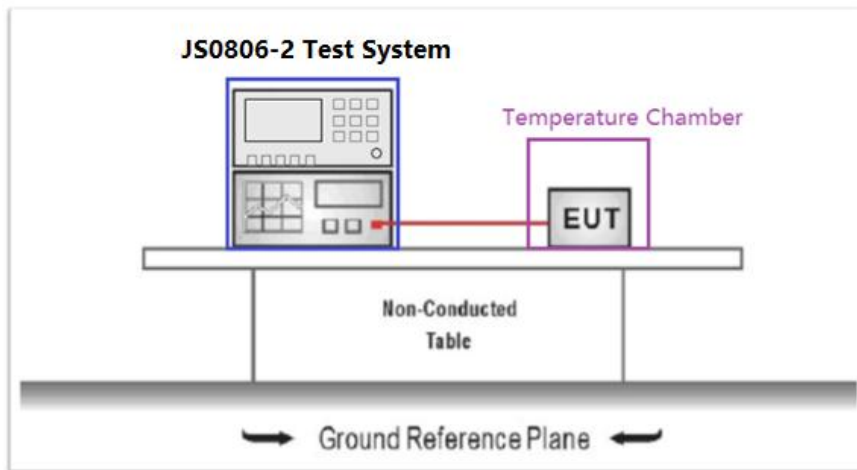 JS0806-2 Test System
Temperature Chamber
EUT
Non-Conducted
Table
Ground Reference Plane